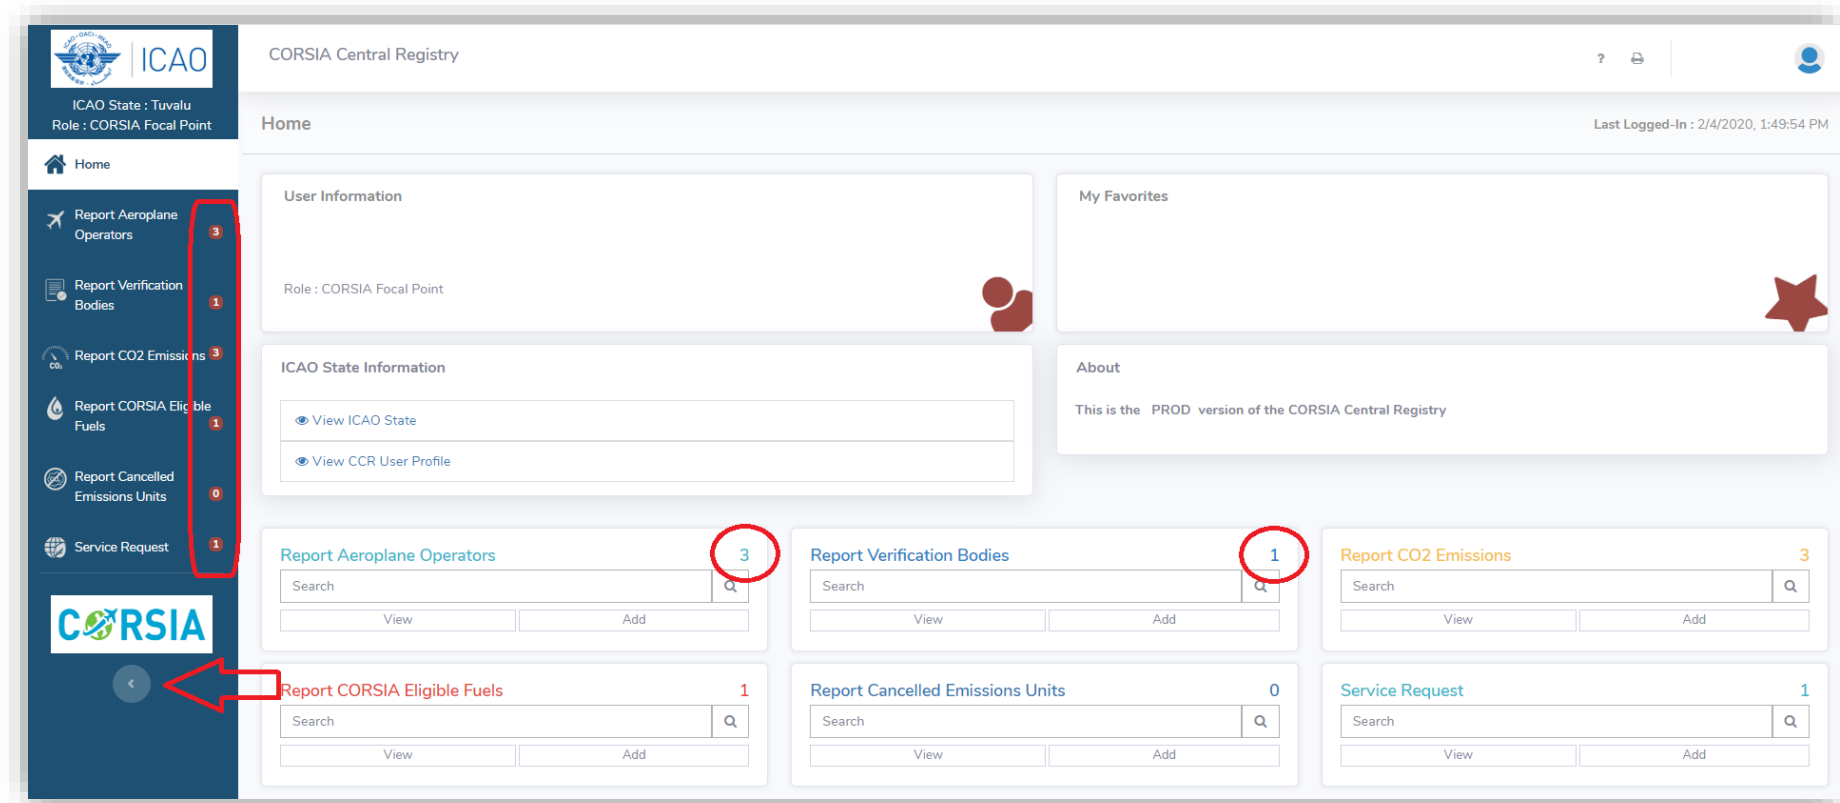 ICAO
ICAO State : Tuvalu
Role : CORSIA Focal Point
Home
Report Aeroplane
Operators
3
Report Verification
Bodies
1
Report CO2 Emissions 3
Report CORSIA Eligible
Fuels
1
Report Cancelled
Emissions Units
0
Service Request 1
CORSIA
CORSIA Central Registry
?
Home
Last Logged-In : 2/4/2020, 1:49:54 PM
User Information
Role : CORSIA Focal Point
My Favorites
ICAO State Information
View ICAO State
View CCR User Profile
About
This is the PROD version of the CORSIA Central Registry
Report Aeroplane Operators 3
Search
View Add
Report Verification Bodies 1
Search
View Add
Report CO2 Emissions 3
Search
View Add
Report CORSIA Eligible Fuels 1
Search
View Add
Report Cancelled Emissions Units 0
Search
View Add
Service Request 1
Search
View Add